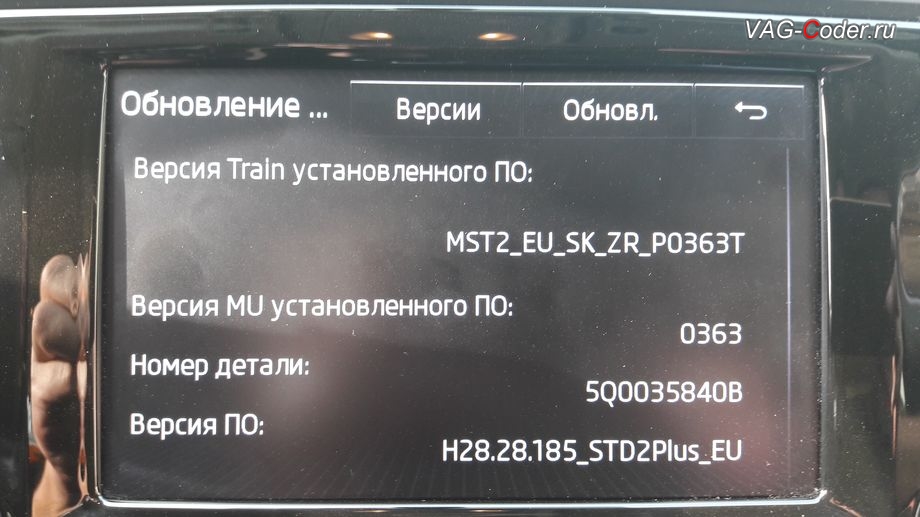 VAG-Coder.ru
Обновление ... Версии Обновл.
Версия Train установленного ПО:
MST2_EU_SK_ZR_P0363T
Версия MU установленного ПО:
0363
Номер детали:
5Q0035840B
Версия ПО:
H28.28.185_STD2Plus_EU